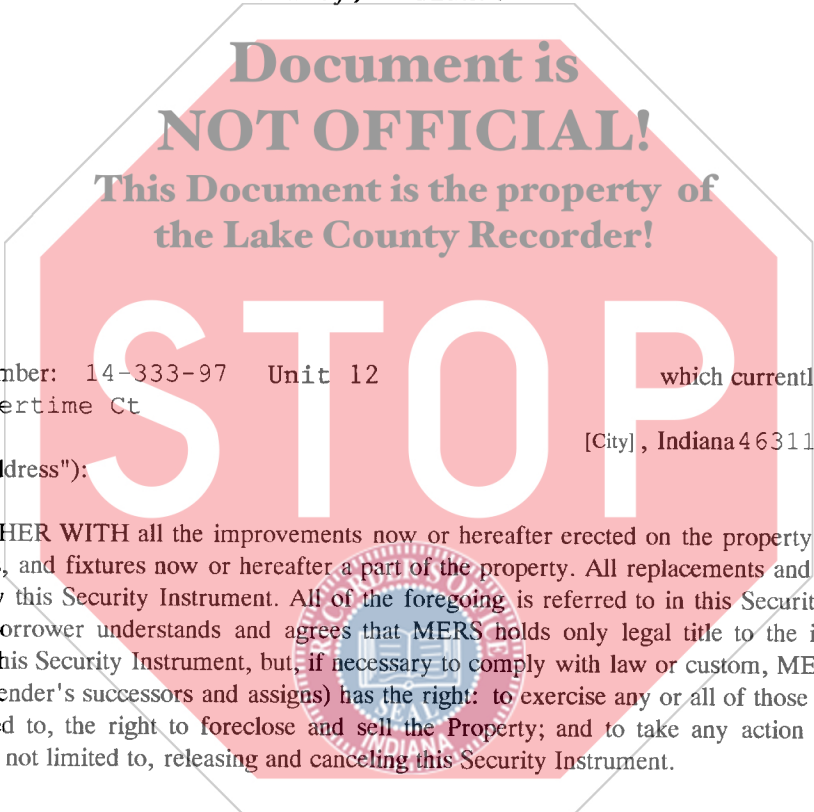 Document is
NOT OFFICIAL!
This Document is the property of
the Lake County Recorder!
STOP
mber: 14-333-97 Unit 12 which currentl
ertime Ct
[City] , Indiana 46311
ddress"):
HER WITH all the improvements now or hereafter erected on the property
, and fixtures now or hereafter a part of the property. All replacements and
y this Security Instrument. All of the foregoing is referred to in this Securit
orrower understands and agrees that MERS holds only legal title to the i
his Security Instrument, but, if necessary to comply with law or custom, ME
ender's successors and assigns) has the right: to exercise any or all of those
ed to, the right to foreclose and sell the Property; and to take any action
not limited to, releasing and canceling this Security Instrument.
RECORDER'S OFFICE
SEAL
INDIANA